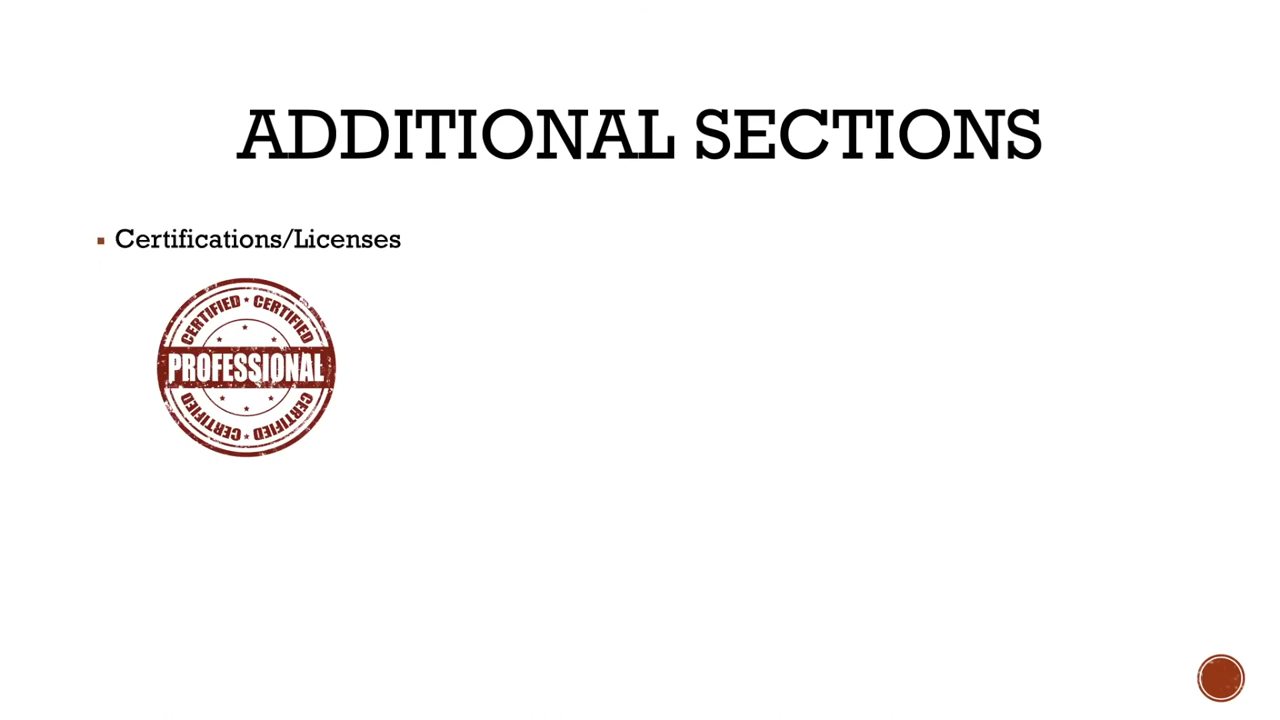 ADDITIONAL SECTIONS
▪ Certifications/Licenses
CERTIFIED ★ CERTIFIED
PROFESSIONAL
CERTIFIED ★ CERTIFIED